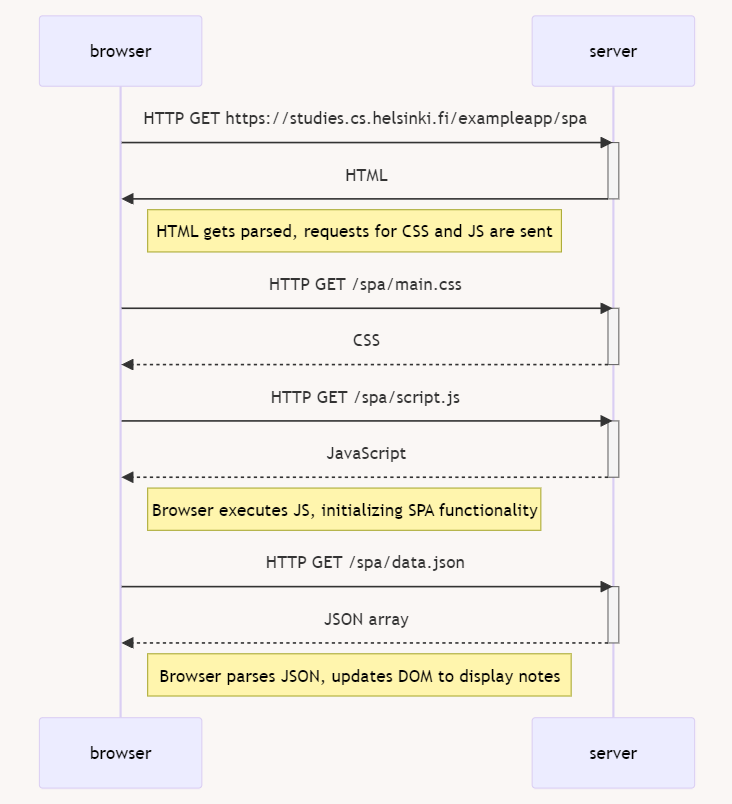 browser
server
HTTP GET https://studies.cs.helsinki.fi/exampleapp/spa
HTML
HTML gets parsed, requests for CSS and JS are sent
HTTP GET /spa/main.css
CSS
HTTP GET /spa/script.js
JavaScript
Browser executes JS, initializing SPA functionality
HTTP GET /spa/data.json
JSON array
Browser parses JSON, updates DOM to display notes
browser
server